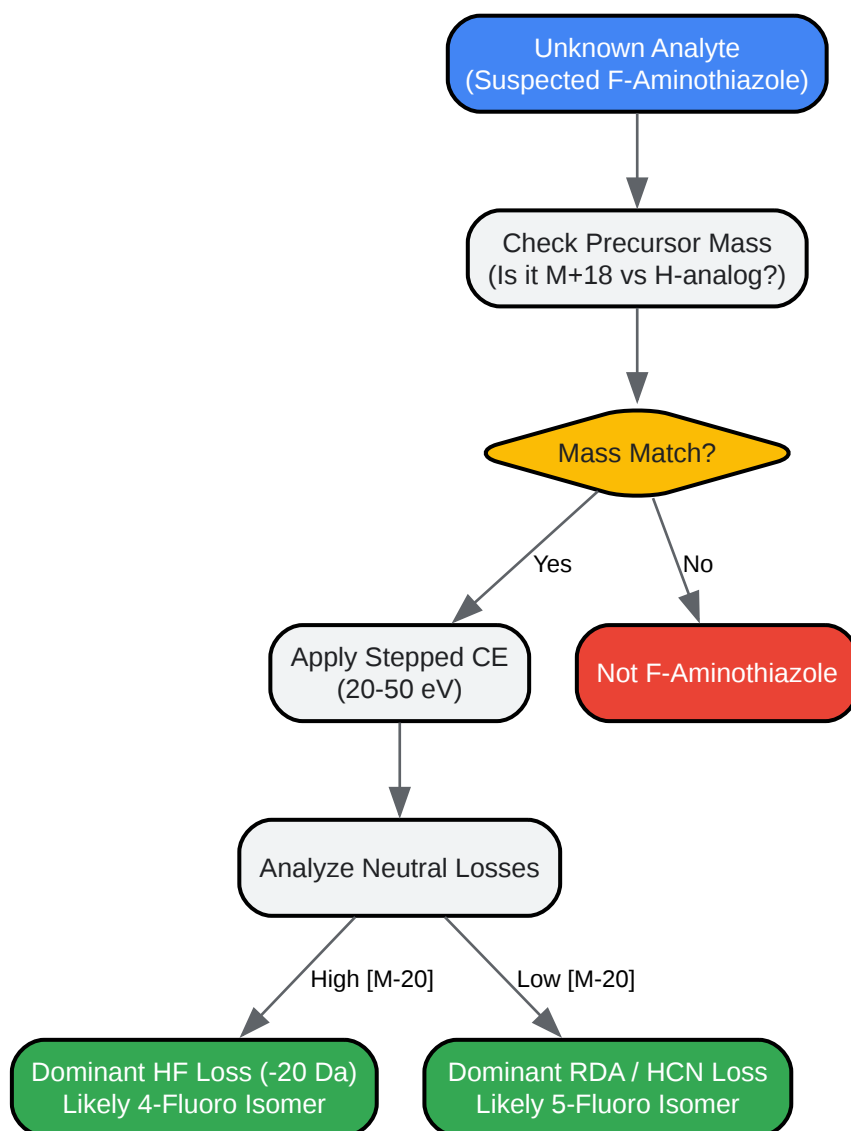 Unknown Analyte
(Suspected F-Aminothiazole)
Check Precursor Mass
(Is it M+18 vs H-analog?)
Mass Match?
Yes
No
Apply Stepped CE
(20-50 eV)
Not F-Aminothiazole
Analyze Neutral Losses
High [M-20]
Low [M-20]
Dominant HF Loss (-20 Da)
Likely 4-Fluoro Isomer
Dominant RDA / HCN Loss
Likely 5-Fluoro Isomer